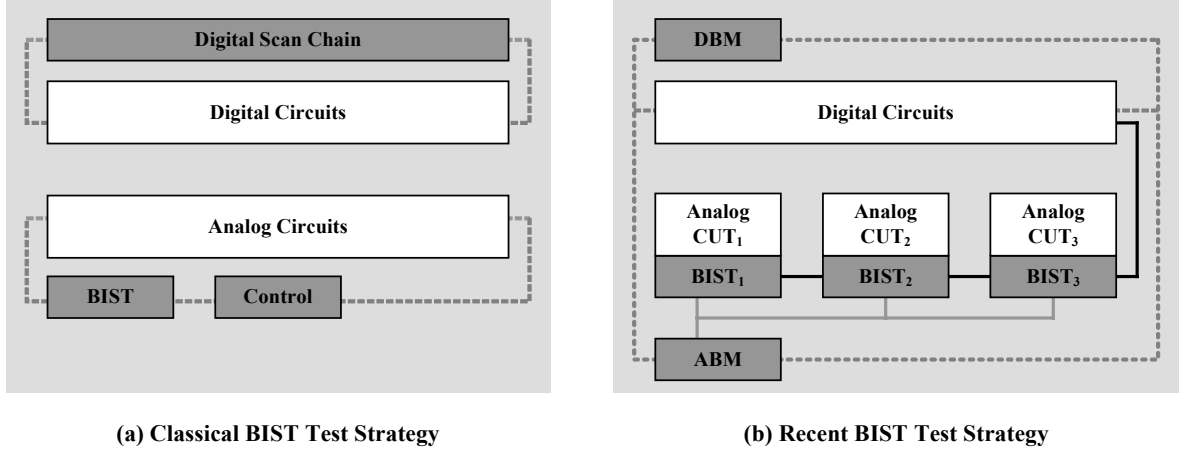 Digital Scan Chain
Digital Circuits
Analog Circuits
BIST
Control
(a) Classical BIST Test Strategy
DBM
Digital Circuits
Analog
CUT₁
Analog
CUT₂
Analog
CUT₃
BIST₁
BIST₂
BIST₃
ABM
(b) Recent BIST Test Strategy